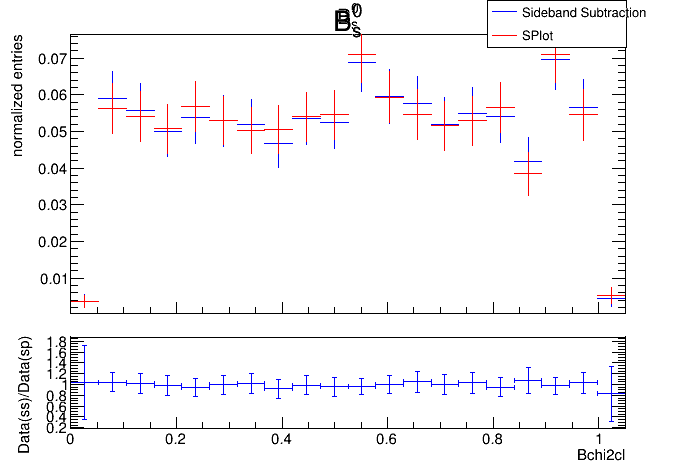 B0s
Sideband Subtraction
SPlot
normalized entries
0.07
0.06
0.05
0.04
0.03
0.02
0.01
Data(ss)/Data(sp)
1.8
1.6
1.4
1.2
1
0.8
0.6
0.4
0.2
0 0.2 0.4 0.6 0.8 1
Bchi2cl